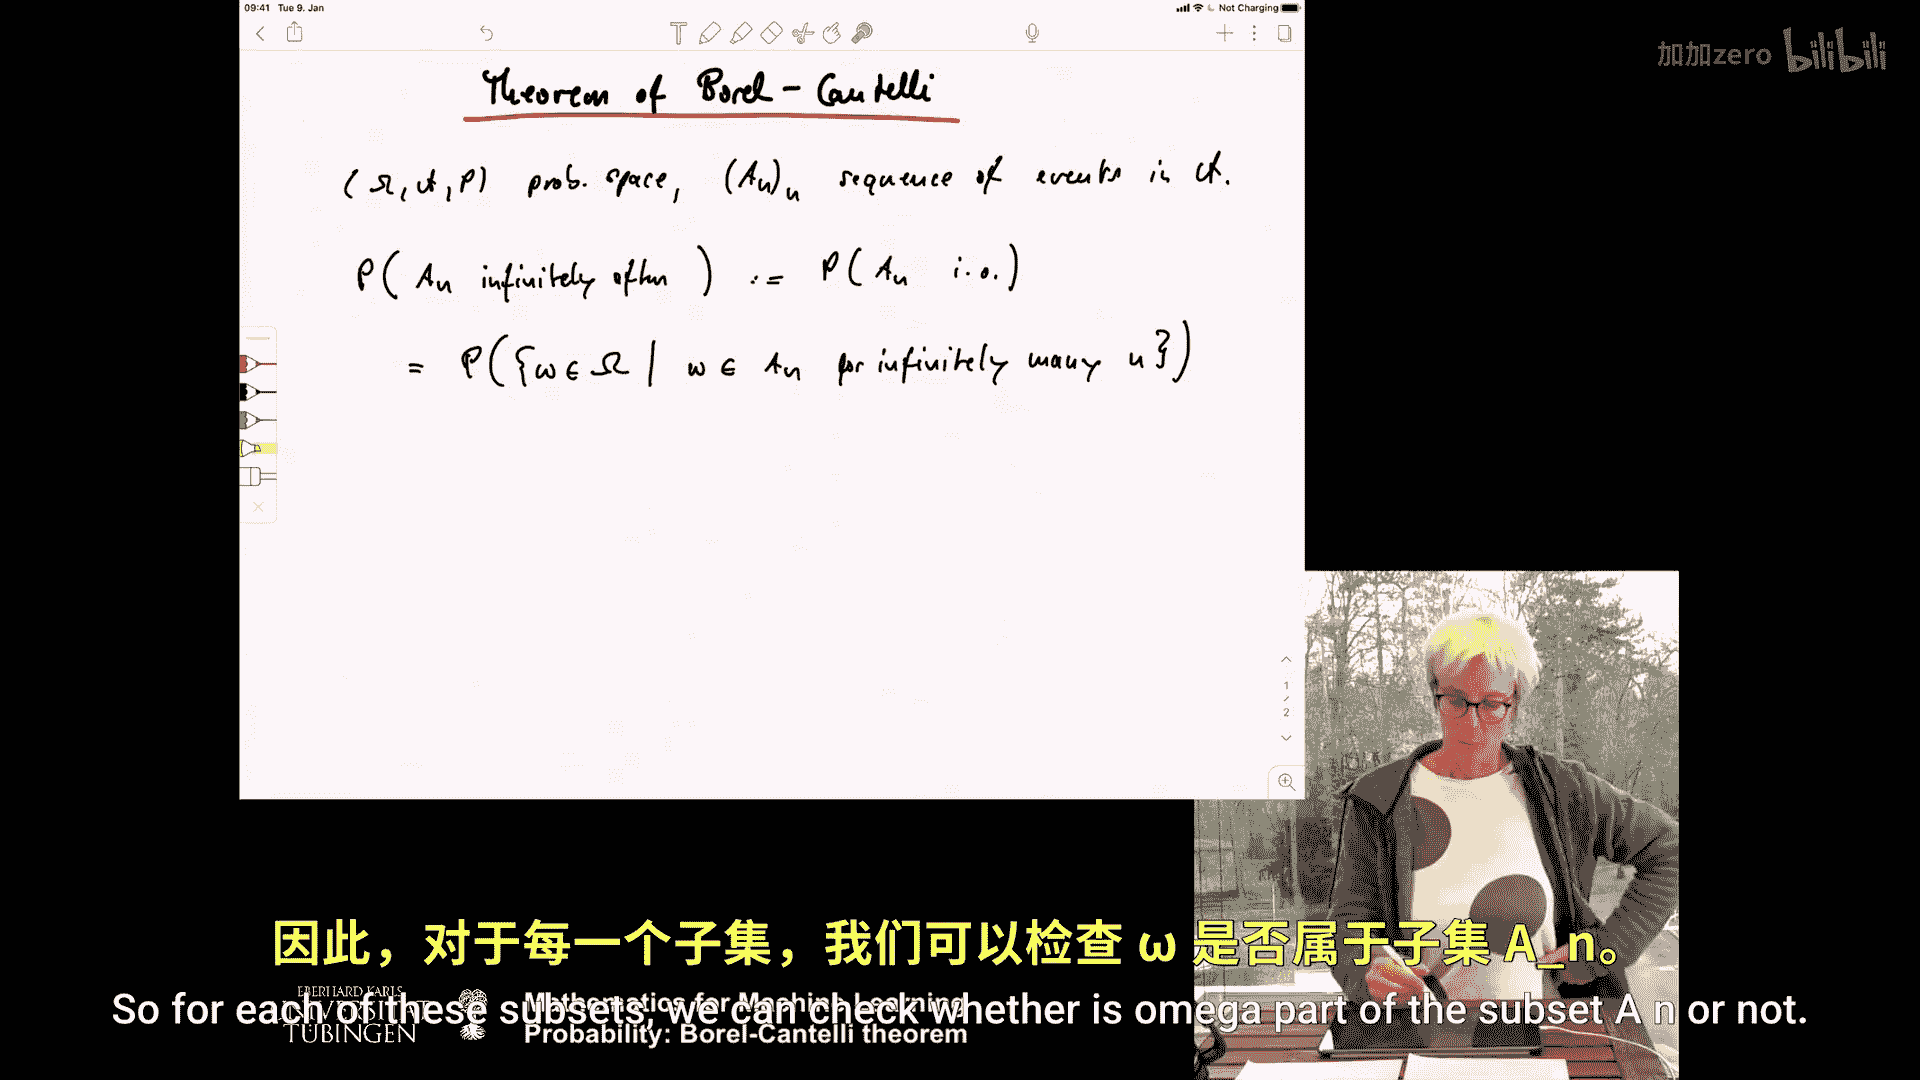 09:41 Tue 9. Jan
Not Charging
加加zero bilibili
Theorem of Borel-Cantelli
(Ω, 𝒜, P) prob. space, (Aₙ)ₙ sequence of events in 𝒜.
P( Aₙ infinitely often ) := P( Aₙ i.o.)
= P({ω ∈ Ω | ω ∈ Aₙ for infinitely many n})
1
2
因此，对于每一个子集，我们可以检查 ω 是否属于子集 A_n。
So for each of these subsets, we can check whether is omega part of the subset A n or not.
EBERHARD KARLS
UNIVERSITÄT
TÜBINGEN
Mathematics for Machine Learning
Probability: Borel-Cantelli theorem